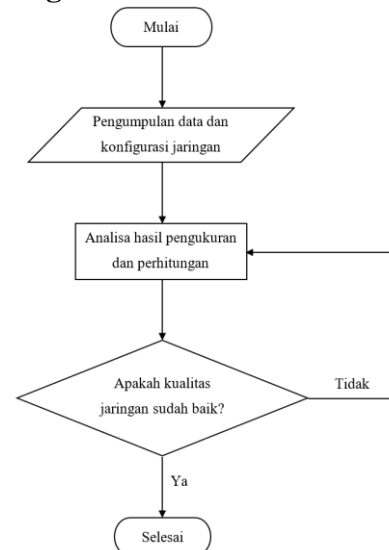 Mulai
Pengumpulan data dan
konfigurasi jaringan
Analisa hasil pengukuran
dan perhitungan
Apakah kualitas
jaringan sudah baik?
Tidak
Ya
Selesai